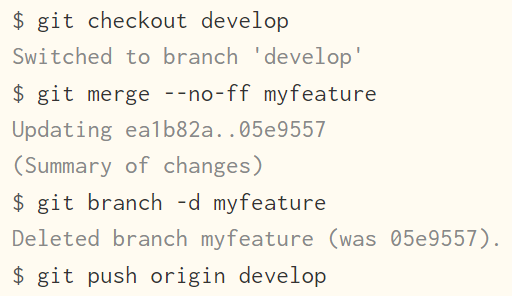 $ git checkout develop
Switched to branch 'develop'
$ git merge --no-ff myfeature
Updating ea1b82a..05e9557
(Summary of changes)
$ git branch -d myfeature
Deleted branch myfeature (was 05e9557).
$ git push origin develop